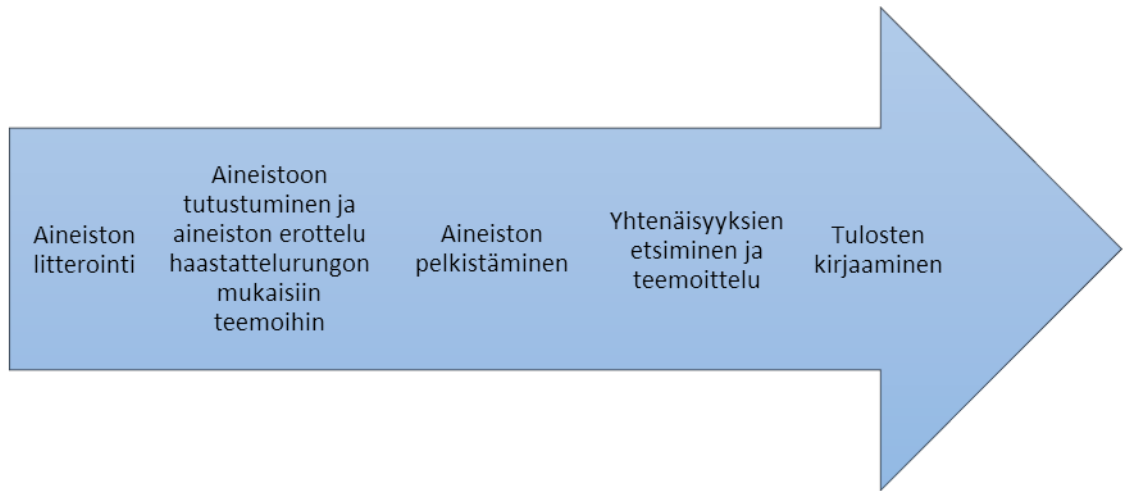 Aineiston
litterointi
Aineistoon
tutustuminen ja
aineiston erottelu
haastattelurungon
mukaisiin
teemoihin
Aineiston
pelkistäminen
Yhtenäisyyksien
etsiminen ja
teemoittelu
Tulosten
kirjaaminen